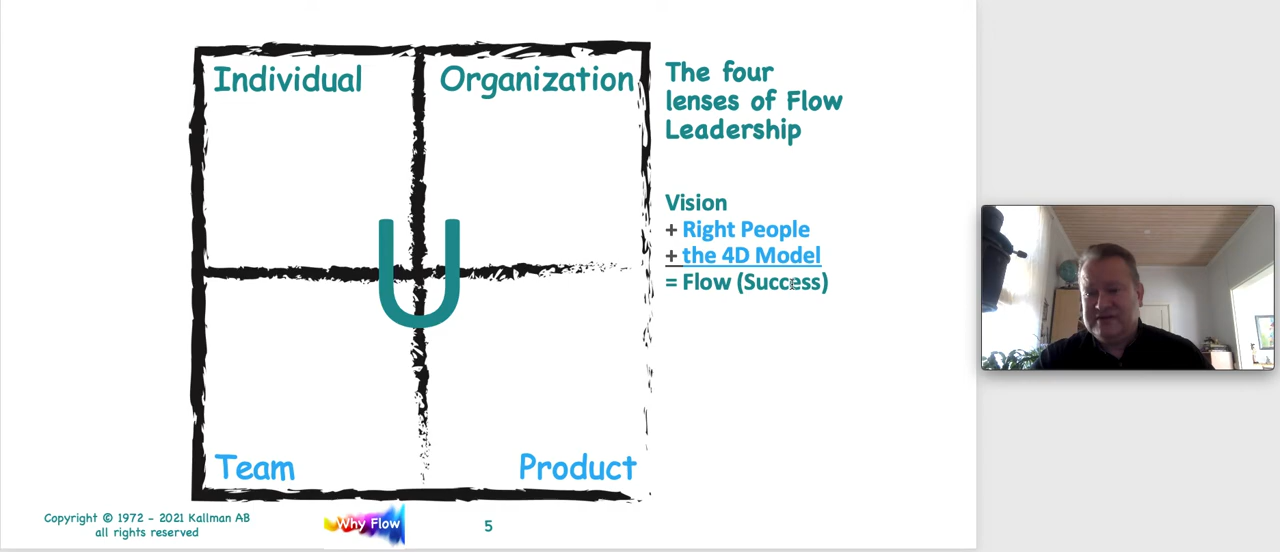 Individual
Organization
The four
lenses of Flow
Leadership
Vision
+ Right People
+ the 4D Model
= Flow (Success)
U
Team
Product
Copyright © 1972 - 2021 Kallman AB
all rights reserved
Why Flow
5